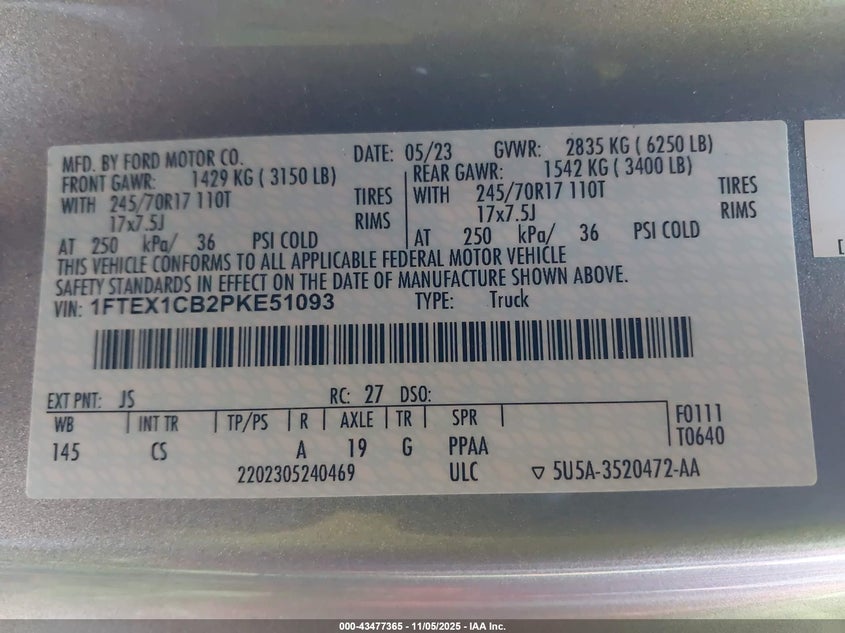 MFD. BY FORD MOTOR CO. DATE: 05/23 GVWR: 2835 KG ( 6250 LB)
FRONT GAWR: 1429 KG ( 3150 LB) REAR GAWR: 1542 KG ( 3400 LB)
WITH 245/70R17 110T TIRES WITH 245/70R17 110T TIRES
17x7.5J RIMS 17x7.5J RIMS
AT 250 kPa/ 36 PSI COLD AT 250 kPa/ 36 PSI COLD
THIS VEHICLE CONFORMS TO ALL APPLICABLE FEDERAL MOTOR VEHICLE
SAFETY STANDARDS IN EFFECT ON THE DATE OF MANUFACTURE SHOWN ABOVE.
VIN: 1FTEX1CB2PKE51093 TYPE: Truck
EXT PNT: JS RC: 27 DSO:
WB INT TR TP/PS R AXLE TR SPR F0111
145 CS A 19 G PPAA T0640
2202305240469 ULC ▽ 5U5A-3520472-AA
000-43477365 - 11/05/2025 - IAA Inc.